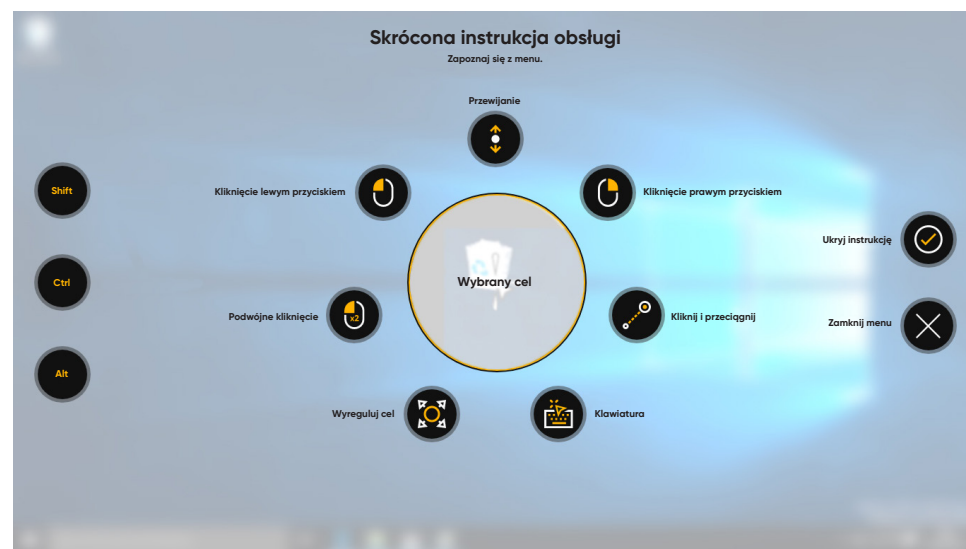 Skrócona instrukcja obsługi
Zapoznaj się z menu.
Przewijanie
Shift
Kliknięcie lewym przyciskiem
Kliknięcie prawym przyciskiem
Ukryj instrukcję
Ctrl
Wybrany cel
Podwójne kliknięcie
x2
Kliknij i przeciągnij
Zamknij menu
Alt
Wyreguluj cel
Klawiatura